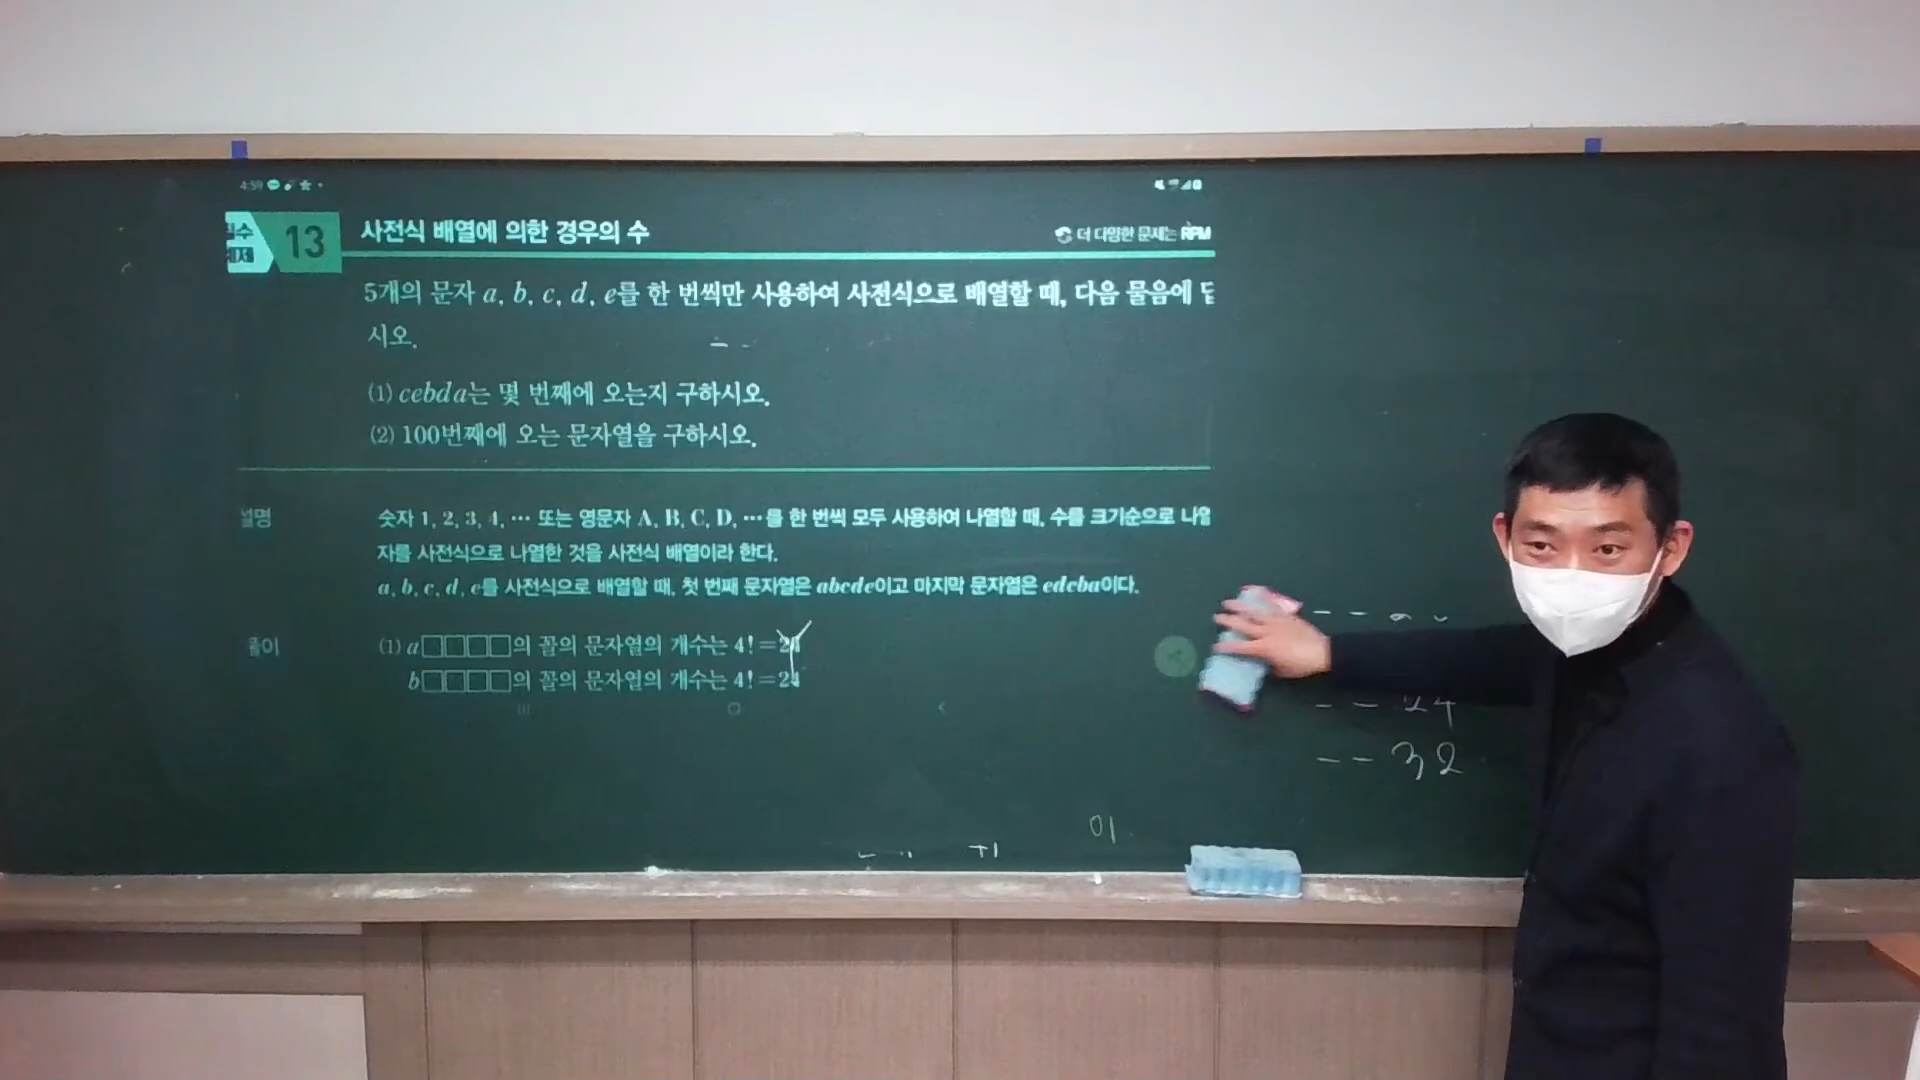 4:59
13 사전식 배열에 의한 경우의 수
더 다양한 문제는 RPM
5개의 문자 a, b, c, d, e를 한 번씩만 사용하여 사전식으로 배열할 때, 다음 물음에
시오.
(1) cebda는 몇 번째에 오는지 구하시오.
(2) 100번째에 오는 문자열을 구하시오.
설명
숫자 1, 2, 3, 4, … 또는 영문자 A, B, C, D, …를 한 번씩 모두 사용하여 나열할 때, 수를 크기순으로
자를 사전식으로 나열한 것을 사전식 배열이라 한다.
a, b, c, d, e를 사전식으로 배열할 때, 첫 번째 문자열은 abcde이고 마지막 문자열은 edcba이다.
풀이
(1) a□□□□의 꼴의 문자열의 개수는 4!=24
b□□□□의 꼴의 문자열의 개수는 4!=24
-- 24
-- 32